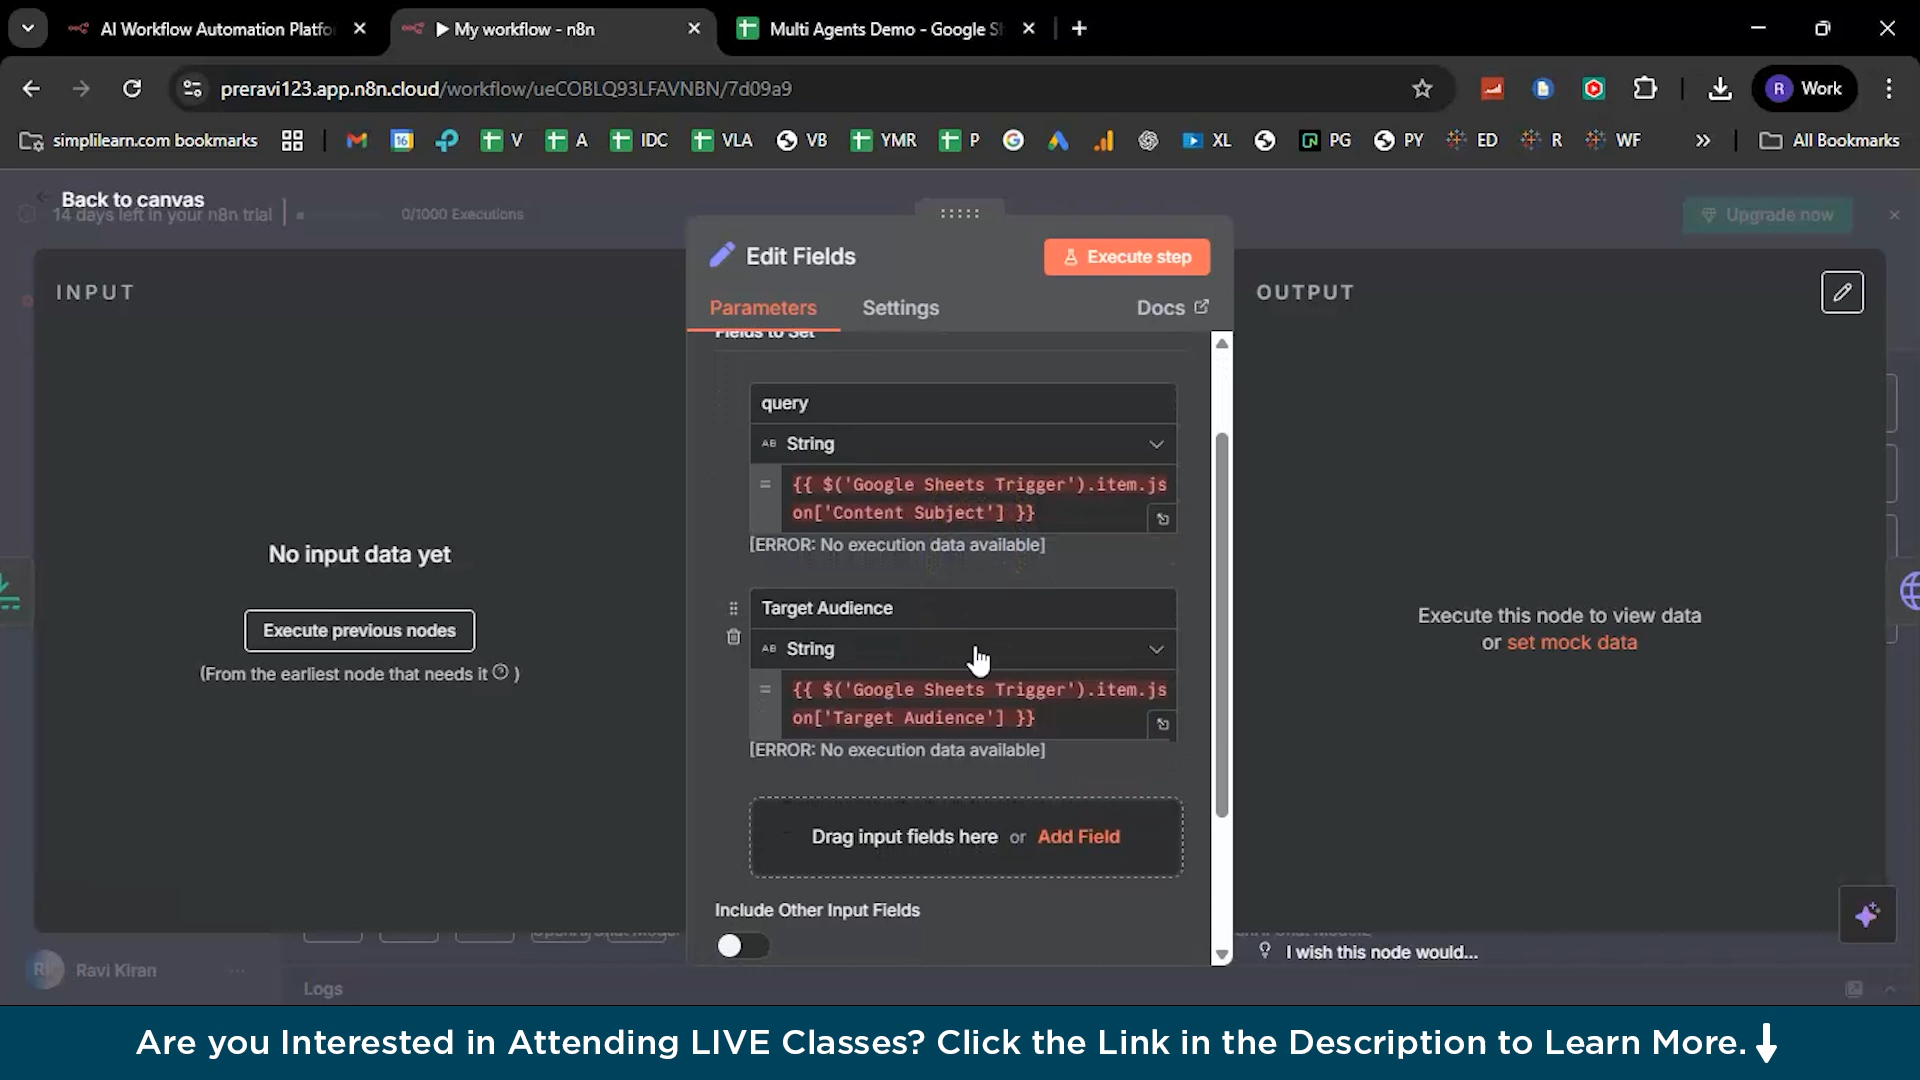 AI Workflow Automation Platfo
▶ My workflow - n8n
Multi Agents Demo - Google S
preravi123.app.n8n.cloud/workflow/ueCOBLQ93LFAVNBN/7d09a9
R Work
simplilearn.com bookmarks
16
V
A
IDC
VLA
VB
YMR
P
XL
PG
PY
ED
R
WF
» All Bookmarks
Back to canvas
14 days left in your n8n trial
0/1000 Executions
Upgrade now
Edit Fields
Execute step
INPUT
OUTPUT
Parameters
Settings
Docs
Fields to Set
query
AB String
= {{ $('Google Sheets Trigger').item.js
on['Content Subject'] }}
[ERROR: No execution data available]
No input data yet
Execute previous nodes
(From the earliest node that needs it ? )
Target Audience
AB String
= {{ $('Google Sheets Trigger').item.js
on['Target Audience'] }}
[ERROR: No execution data available]
Execute this node to view data
or set mock data
Drag input fields here or Add Field
Include Other Input Fields
I wish this node would...
Ravi Kiran
Logs
Are you Interested in Attending LIVE Classes? Click the Link in the Description to Learn More.